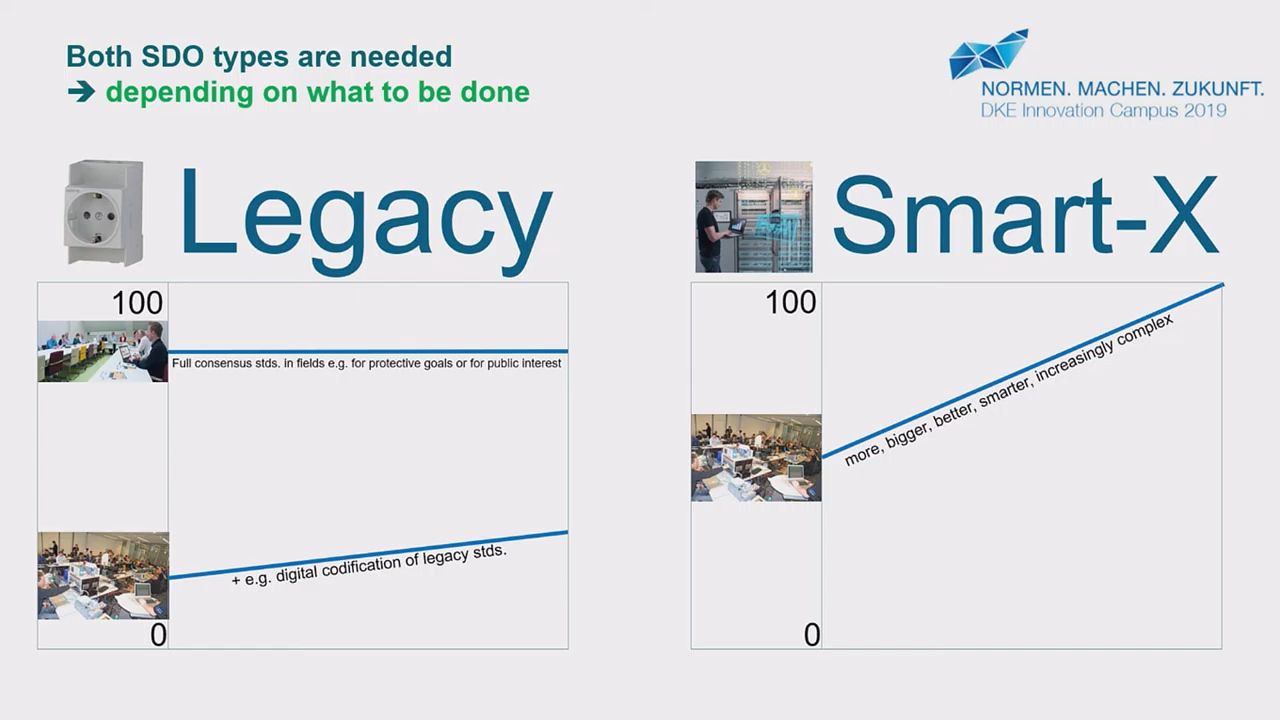 Both SDO types are needed
➔ depending on what to be done
NORMEN. MACHEN. ZUKUNFT.
DKE Innovation Campus 2019
Legacy
100
Full consensus stds. in fields e.g. for protective goals or for public interest
+ e.g. digital codification of legacy stds.
0
Smart-X
100
more, bigger, better, smarter, increasingly complex
0